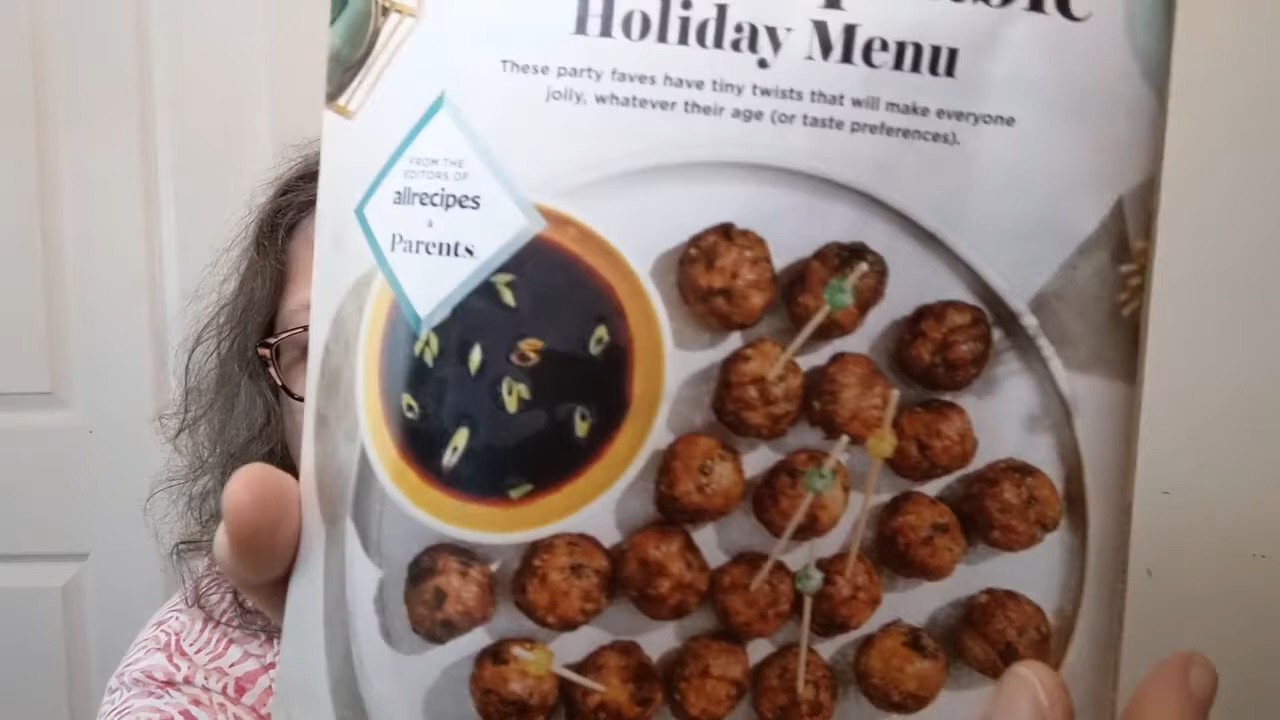 Holiday Menu
These party faves have tiny twists that will make everyone
jolly, whatever their age (or taste preferences).
FROM THE
EDITORS OF
allrecipes
&
Parents